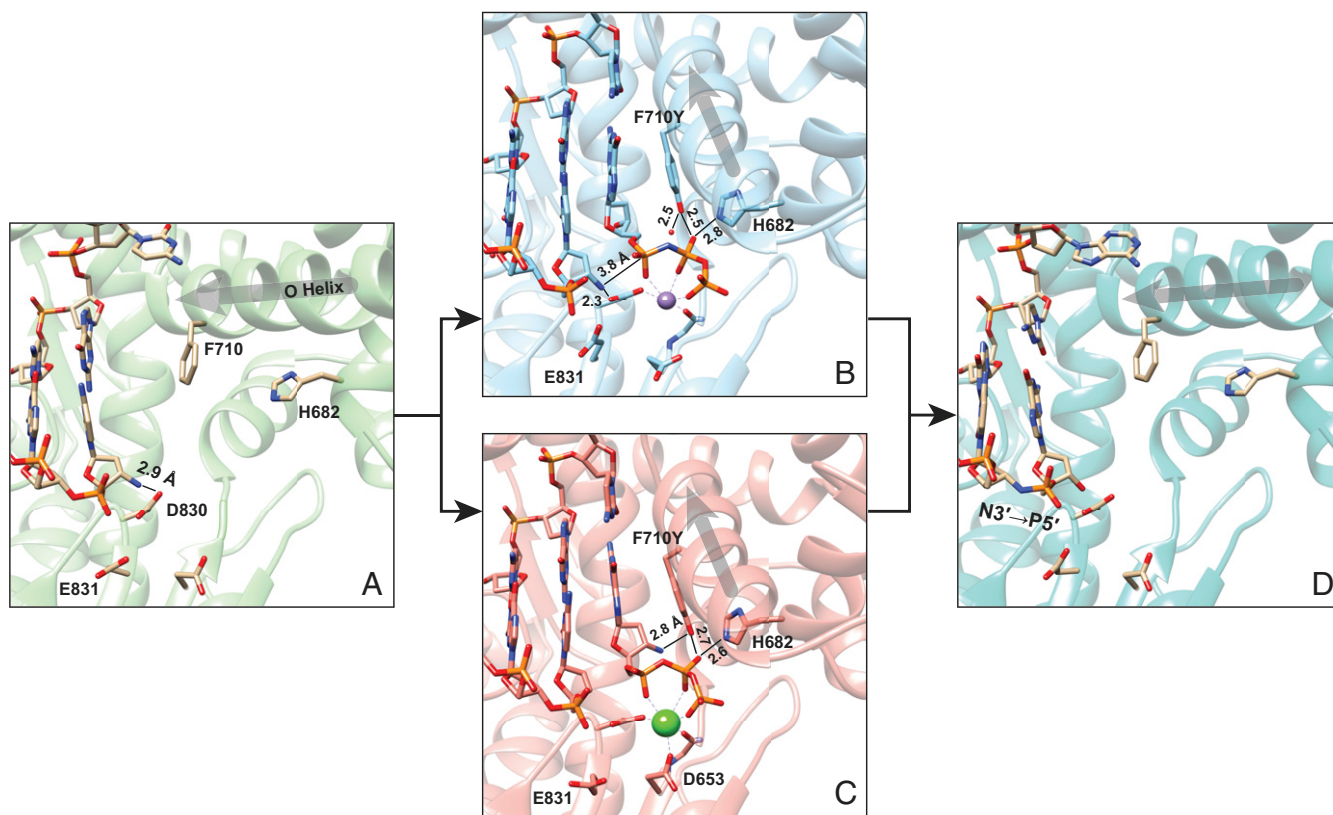 O Helix
F710
H682
2.9 Å
D830
E831
A
F710Y
2.5
2.5
2.8
H682
3.8 Å
2.3
E831
B
F710Y
2.8 Å
2.7
2.6
H682
D653
E831
C
N3′→P5′
D